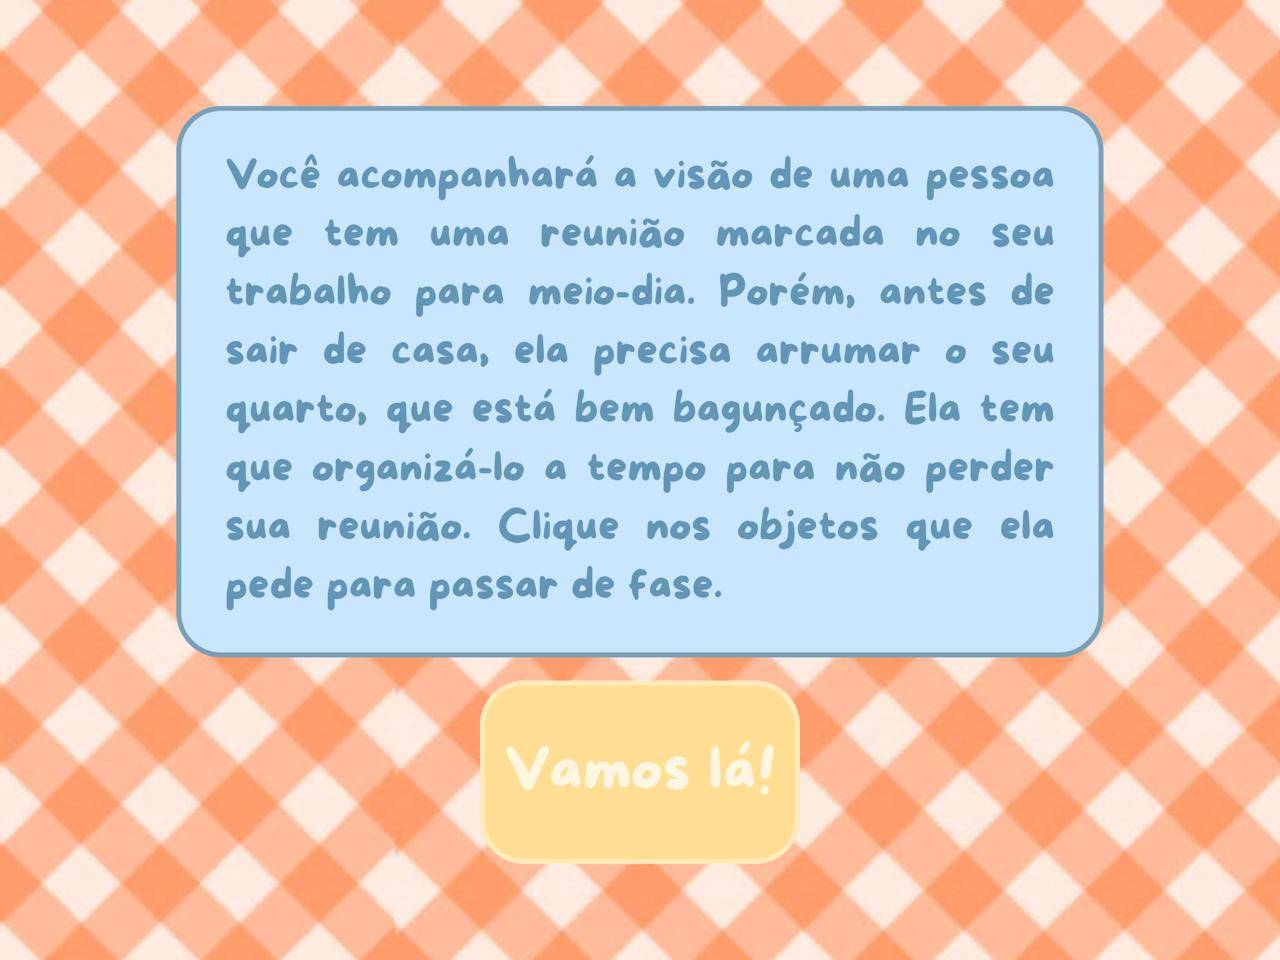 Você acompanhará a visão de uma pessoa
que tem uma reunião marcada no seu
trabalho para meio-dia. Porém, antes de
sair de casa, ela precisa arrumar o seu
quarto, que está bem bagunçado. Ela tem
que organizá-lo a tempo para não perder
sua reunião. Clique nos objetos que ela
pede para passar de fase.
Vamos lá!